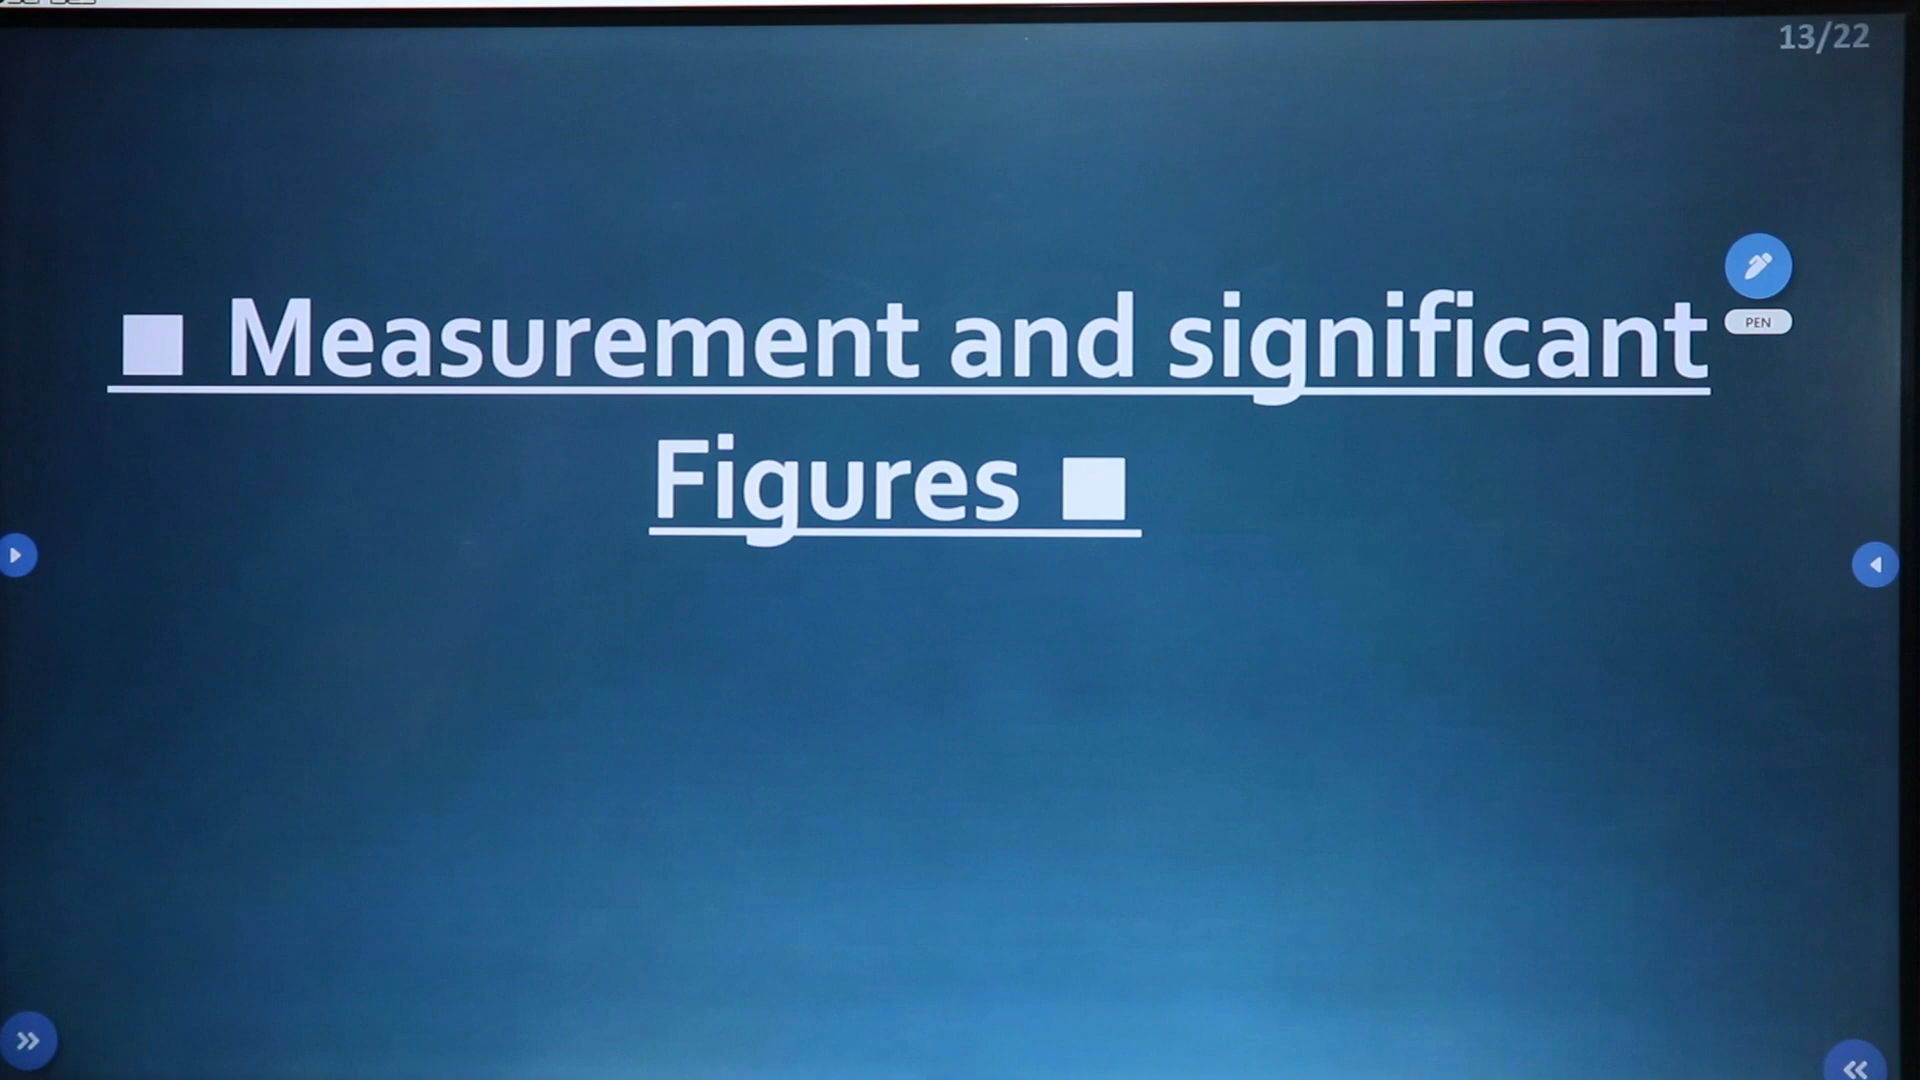 13/22
■ Measurement and significant
PEN
Figures ■